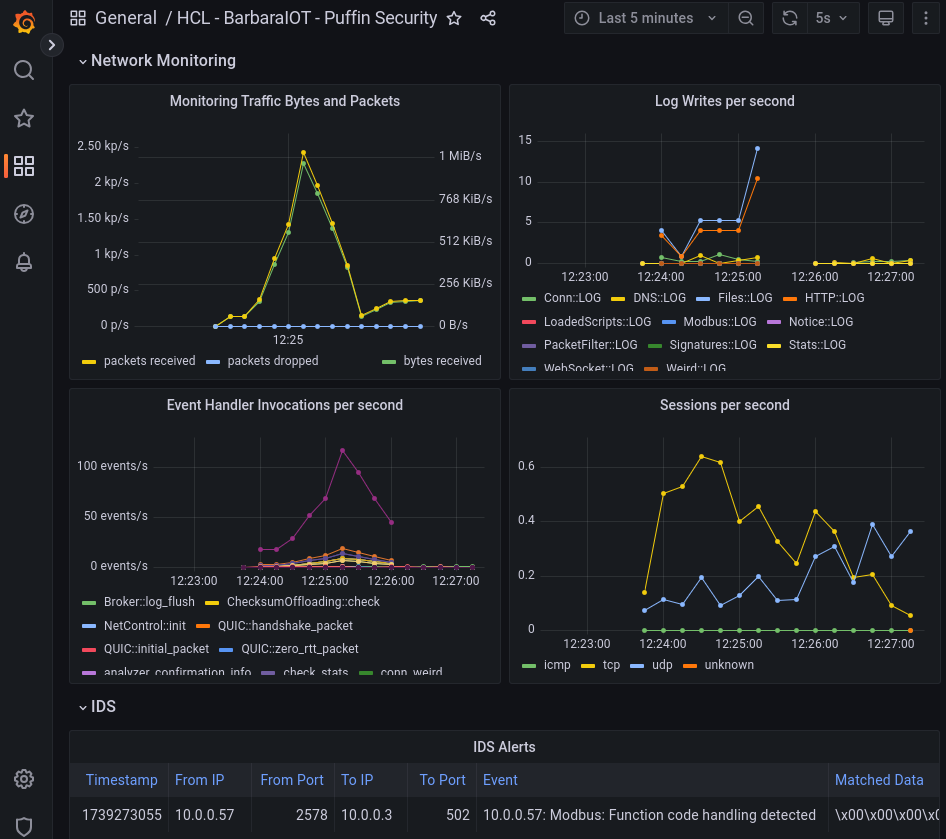 General / HCL - BarbaraIOT - Puffin Security
Last 5 minutes
5s
Network Monitoring
Monitoring Traffic Bytes and Packets
2.50 kp/s
2 kp/s
1.50 kp/s
1 kp/s
500 p/s
0 p/s
1 MiB/s
768 KiB/s
512 KiB/s
256 KiB/s
0 B/s
12:25
packets received packets dropped bytes received
Log Writes per second
15
10
5
0
12:23:00 12:24:00 12:25:00 12:26:00 12:27:00
Conn::LOG DNS::LOG Files::LOG HTTP::LOG
LoadedScripts::LOG Modbus::LOG Notice::LOG
PacketFilter::LOG Signatures::LOG Stats::LOG
WebSocket::LOG Weird::LOG
Event Handler Invocations per second
100 events/s
50 events/s
0 events/s
12:23:00 12:24:00 12:25:00 12:26:00 12:27:00
Broker::log_flush ChecksumOffloading::check
NetControl::init QUIC::handshake_packet
QUIC::initial_packet QUIC::zero_rtt_packet
analyzer_confirmation_info check_stats conn_weird
Sessions per second
0.6
0.4
0.2
0
12:23:00 12:24:00 12:25:00 12:26:00 12:27:00
icmp tcp udp unknown
IDS
IDS Alerts
Timestamp From IP From Port To IP To Port Event Matched Data
1739273055 10.0.0.57 2578 10.0.0.3 502 10.0.0.57: Modbus: Function code handling detected \x00\x00\x00\x0